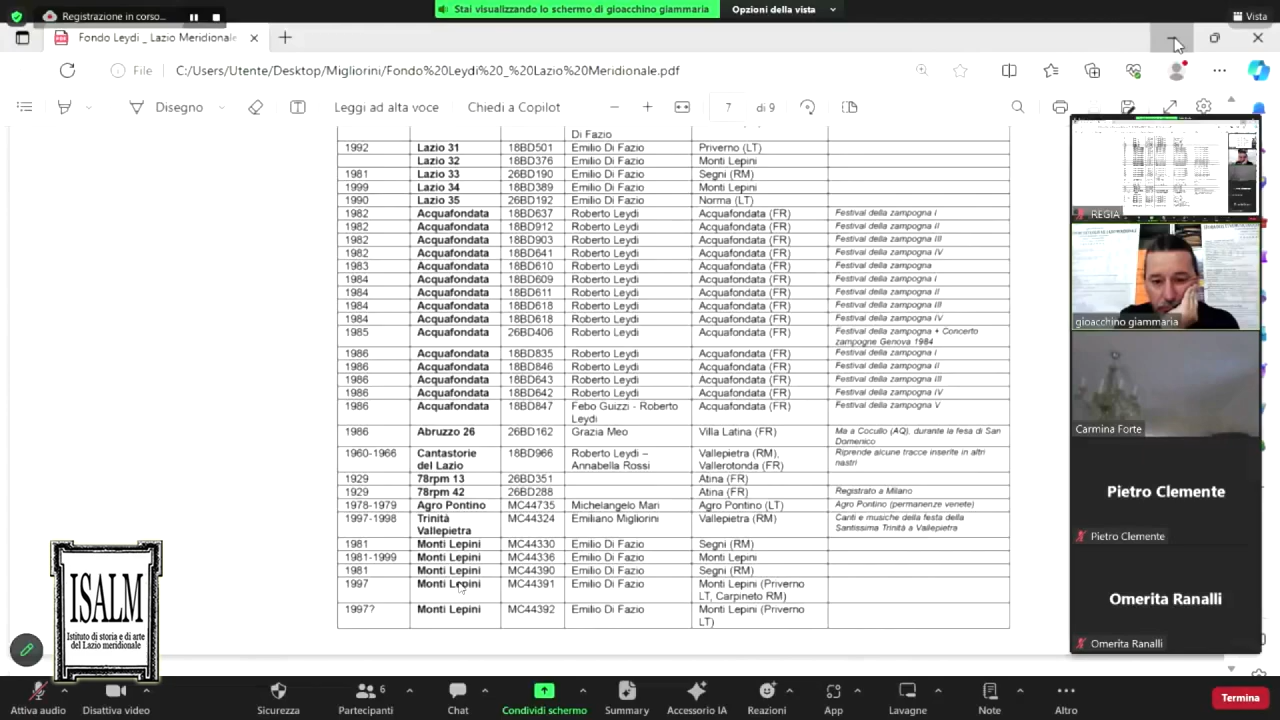 Registrazione in corso...
Stai visualizzando lo schermo di gioacchino giammaria
Opzioni della vista
Vista
Fondo Leydi _ Lazio Meridionale
File
C:/Users/Utente/Desktop/Migliorini/Fondo%20Leydi%20_%20Lazio%20Meridionale.pdf
Disegno
Leggi ad alta voce
Chiedi a Copilot
7
di 9
Di Fazio
1992 Lazio 31 18BD501 Emilio Di Fazio Priverno (LT)
Lazio 32 18BD376 Emilio Di Fazio Monti Lepini
1981 Lazio 33 26BD190 Emilio Di Fazio Segni (RM)
1999 Lazio 34 18BD389 Emilio Di Fazio Monti Lepini
1990 Lazio 35 26BD126 Emilio Di Fazio Norma (LT)
1982 Acquafondata 18BD637 Roberto Leydi Acquafondata (FR) Festival della zampogna I
1982 Acquafondata 18BD912 Roberto Leydi Acquafondata (FR) Festival della zampogna II
1982 Acquafondata 18BD903 Roberto Leydi Acquafondata (FR) Festival della zampogna III
1982 Acquafondata 18BD641 Roberto Leydi Acquafondata (FR) Festival della zampogna IV
1983 Acquafondata 18BD610 Roberto Leydi Acquafondata (FR) Festival della zampogna
1984 Acquafondata 18BD608 Roberto Leydi Acquafondata (FR) Festival della zampogna I
1984 Acquafondata 18BD611 Roberto Leydi Acquafondata (FR) Festival della zampogna II
1984 Acquafondata 18BD618 Roberto Leydi Acquafondata (FR) Festival della zampogna III
1984 Acquafondata 18BD619 Roberto Leydi Acquafondata (FR) Festival della zampogna IV
1985 Acquafondata 26BD406 Roberto Leydi Acquafondata (FR) Festival della zampogna + Concerto
zampogne Genova 1984
1986 Acquafondata 18BD835 Roberto Leydi Acquafondata (FR) Festival della zampogna I
1986 Acquafondata 18BD846 Roberto Leydi Acquafondata (FR) Festival della zampogna II
1986 Acquafondata 18BD643 Roberto Leydi Acquafondata (FR) Festival della zampogna III
1986 Acquafondata 18BD642 Roberto Leydi Acquafondata (FR) Festival della zampogna IV
1986 Acquafondata 18BD847 Febo Guizzi - Roberto Acquafondata (FR) Festival della zampogna V
Leydi
1986 Abruzzo 26 26BD162 Grazia Meo Villa Latina (FR) Ma a Cocullo (AQ), durante la fesa di San
Domenico
1960-1966 Cantastorie 18BD966 Roberto Leydi – Vallepietra (RM), Riprende alcune tracce inserite in altri
del Lazio Annabella Rossi Vallerotonda (FR) nastri
1929 78rpm 13 26BD351 Atina (FR)
1929 78rpm 42 26BD288 Atina (FR) Registrato a Milano
1978-1979 Agro Pontino MC44735 Michelangelo Mari Agro Pontino (LT) Agro Pontino (permanenze venete)
1997-1998 Trinità MC44324 Emiliano Migliorini Vallepietra (RM) Canti e musiche della festa della
Vallepietra Santissima Trinità a Vallepietra
1981 Monti Lepini MC44330 Emilio Di Fazio Segni (RM)
1981-1999 Monti Lepini MC44336 Emilio Di Fazio Monti Lepini
1981 Monti Lepini MC44390 Emilio Di Fazio Segni (RM)
1997 Monti Lepini MC44391 Emilio Di Fazio Monti Lepini (Priverno
LT, Carpineto RM)
1997? Monti Lepini MC44392 Emilio Di Fazio Monti Lepini (Priverno
LT)
REGIA
gioacchino giammaria
Carmina Forte
Pietro Clemente
Pietro Clemente
Omerita Ranalli
Omerita Ranalli
ISALM
Istituto di storia e di arte
del Lazio meridionale
Attiva audio
Disattiva video
Sicurezza
6
Partecipanti
Chat
Condividi schermo
Summary
Accessorio IA
Reazioni
App
Lavagne
Note
Altro
Termina